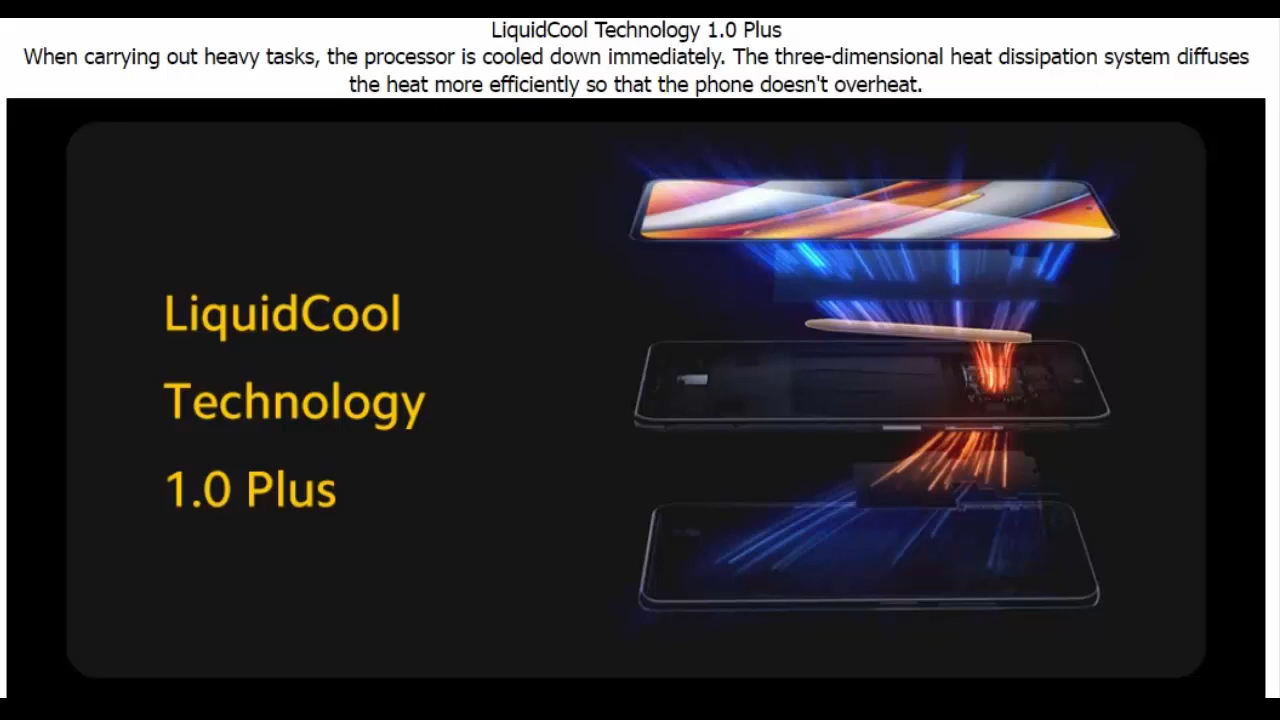 LiquidCool Technology 1.0 Plus
When carrying out heavy tasks, the processor is cooled down immediately. The three-dimensional heat dissipation system diffuses
the heat more efficiently so that the phone doesn't overheat.
LiquidCool
Technology
1.0 Plus